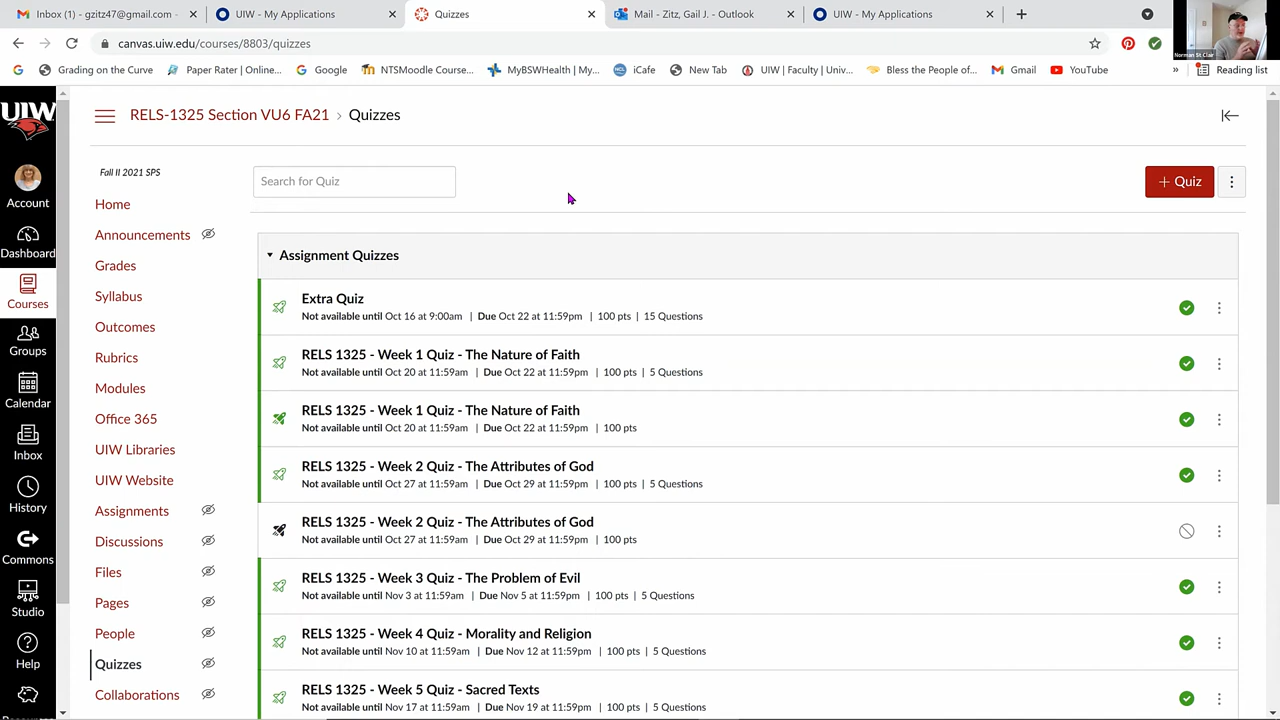 Inbox (1) - gzitz47@gmail.com
UIW - My Applications
Quizzes
Mail - Zitz, Gail J. - Outlook
UIW - My Applications
canvas.uiw.edu/courses/8803/quizzes
Norman St.Clair
Grading on the Curve
Paper Rater | Online...
Google
NTSMoodle Course...
MyBSWHealth | My...
iCafe
New Tab
UIW | Faculty | Univ...
Bless the people of...
Gmail
YouTube
»
Reading list
UIW
RELS-1325 Section VU6 FA21 › Quizzes
Account
Dashboard
Courses
Groups
Calendar
Inbox
History
Commons
Studio
Help
Fall II 2021 SPS
Home
Announcements
Grades
Syllabus
Outcomes
Rubrics
Modules
Office 365
UIW Libraries
UIW Website
Assignments
Discussions
Files
Pages
People
Quizzes
Collaborations
Search for Quiz
+ Quiz
Assignment Quizzes
Extra Quiz
Not available until Oct 16 at 9:00am | Due Oct 22 at 11:59pm | 100 pts | 15 Questions
RELS 1325 - Week 1 Quiz - The Nature of Faith
Not available until Oct 20 at 11:59am | Due Oct 22 at 11:59pm | 100 pts | 5 Questions
RELS 1325 - Week 1 Quiz - The Nature of Faith
Not available until Oct 20 at 11:59am | Due Oct 22 at 11:59pm | 100 pts
RELS 1325 - Week 2 Quiz - The Attributes of God
Not available until Oct 27 at 11:59am | Due Oct 29 at 11:59pm | 100 pts | 5 Questions
RELS 1325 - Week 2 Quiz - The Attributes of God
Not available until Oct 27 at 11:59am | Due Oct 29 at 11:59pm | 100 pts
RELS 1325 - Week 3 Quiz - The Problem of Evil
Not available until Nov 3 at 11:59am | Due Nov 5 at 11:59pm | 100 pts | 5 Questions
RELS 1325 - Week 4 Quiz - Morality and Religion
Not available until Nov 10 at 11:59am | Due Nov 12 at 11:59pm | 100 pts | 5 Questions
RELS 1325 - Week 5 Quiz - Sacred Texts
Not available until Nov 17 at 11:59am | Due Nov 19 at 11:59pm | 100 pts | 5 Questions